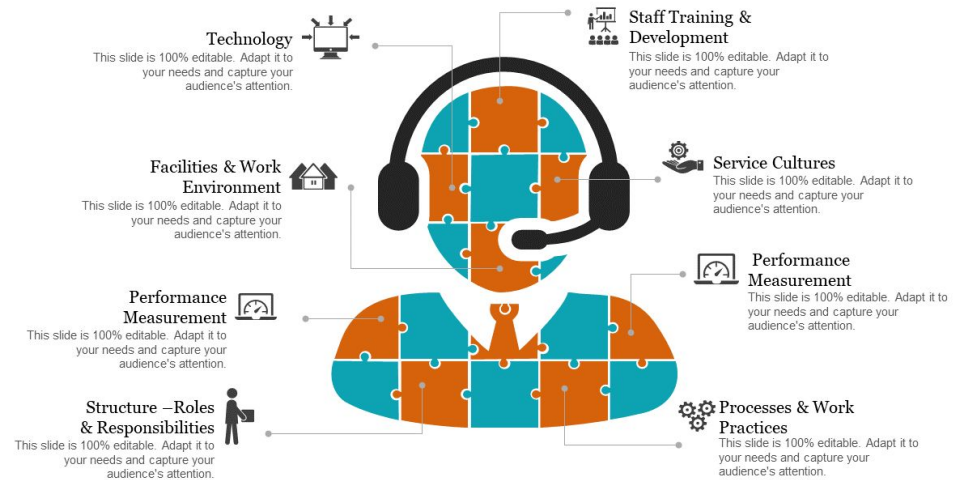 Technology
This slide is 100% editable. Adapt it to
your needs and capture your
audience's attention.
Facilities & Work
Environment
This slide is 100% editable. Adapt it to
your needs and capture your
audience's attention.
Performance
Measurement
This slide is 100% editable. Adapt it to
your needs and capture your
audience's attention.
Structure –Roles
& Responsibilities
This slide is 100% editable. Adapt it to
your needs and capture your
audience's attention.
Staff Training &
Development
This slide is 100% editable. Adapt it to
your needs and capture your
audience's attention.
Service Cultures
This slide is 100% editable. Adapt it to
your needs and capture your
audience's attention.
Performance
Measurement
This slide is 100% editable. Adapt it to
your needs and capture your
audience's attention.
Processes & Work
Practices
This slide is 100% editable. Adapt it to
your needs and capture your
audience's attention.